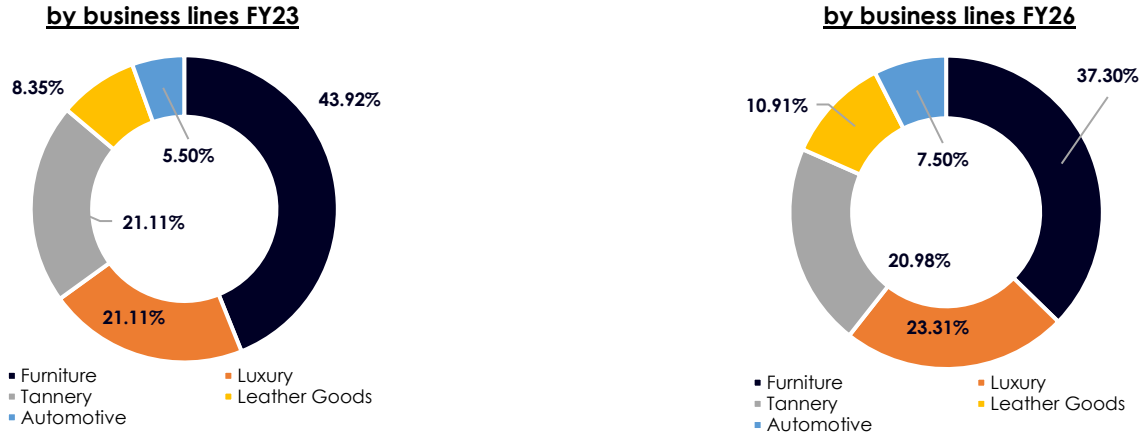 by business lines FY23
8.35%
43.92%
5.50%
21.11%
21.11%
Furniture
Luxury
Tannery
Leather Goods
Automotive
by business lines FY26
37.30%
10.91%
7.50%
20.98%
23.31%
Furniture
Luxury
Tannery
Leather Goods
Automotive